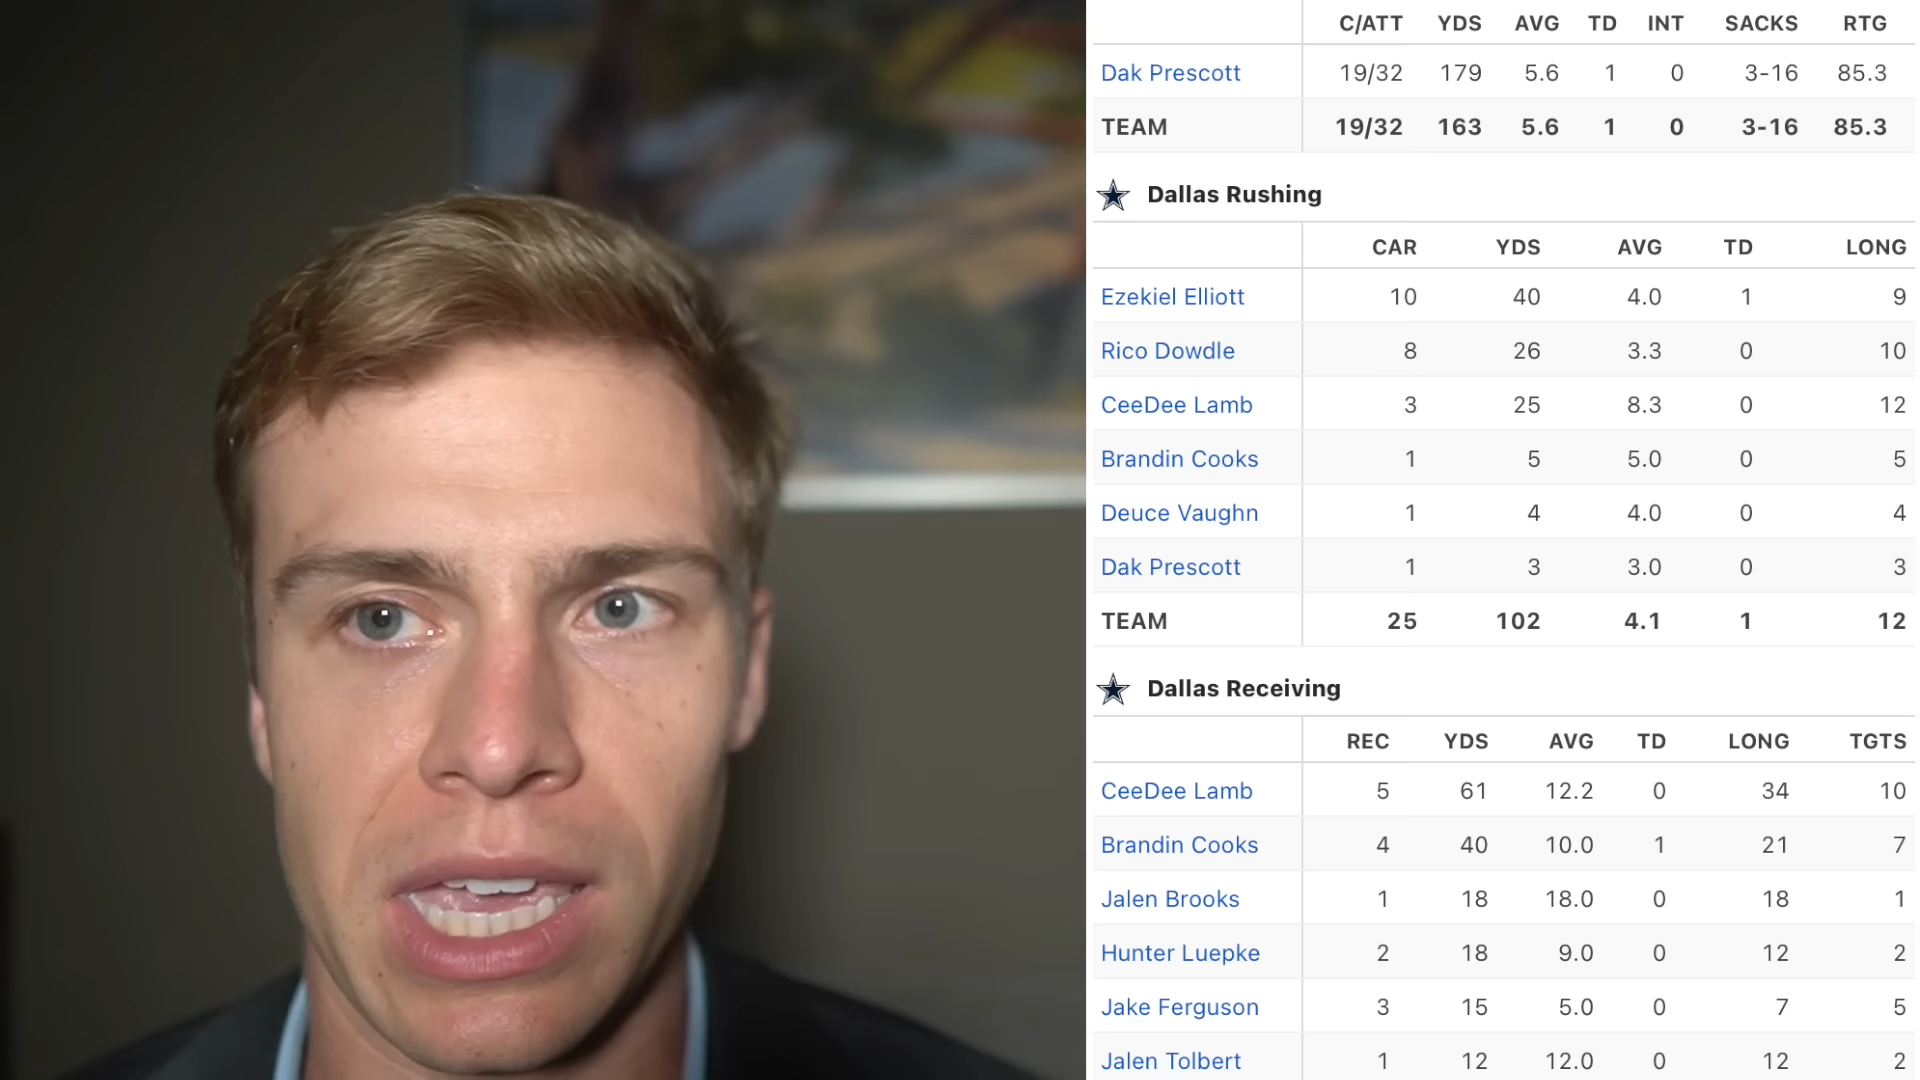 C/ATT YDS AVG TD INT SACKS RTG
Dak Prescott 19/32 179 5.6 1 0 3-16 85.3
TEAM 19/32 163 5.6 1 0 3-16 85.3
Dallas Rushing
CAR YDS AVG TD LONG
Ezekiel Elliott 10 40 4.0 1 9
Rico Dowdle 8 26 3.3 0 10
CeeDee Lamb 3 25 8.3 0 12
Brandin Cooks 1 5 5.0 0 5
Deuce Vaughn 1 4 4.0 0 4
Dak Prescott 1 3 3.0 0 3
TEAM 25 102 4.1 1 12
Dallas Receiving
REC YDS AVG TD LONG TGTS
CeeDee Lamb 5 61 12.2 0 34 10
Brandin Cooks 4 40 10.0 1 21 7
Jalen Brooks 1 18 18.0 0 18 1
Hunter Luepke 2 18 9.0 0 12 2
Jake Ferguson 3 15 5.0 0 7 5
Jalen Tolbert 1 12 12.0 0 12 2